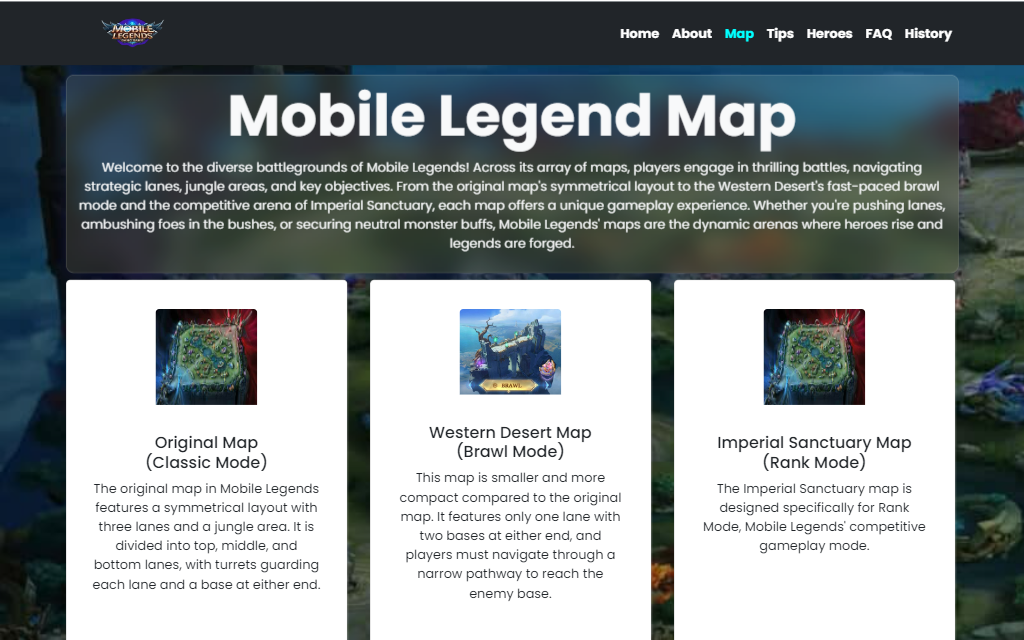 MOBILE
LEGENDS
Home About Map Tips Heroes FAQ History
Mobile Legend Map
Welcome to the diverse battlegrounds of Mobile Legends! Across its array of maps, players engage in thrilling battles, navigating
strategic lanes, jungle areas, and key objectives. From the original map's symmetrical layout to the Western Desert's fast-paced brawl
mode and the competitive arena of Imperial Sanctuary, each map offers a unique gameplay experience. Whether you're pushing lanes,
ambushing foes in the bushes, or securing neutral monster buffs, Mobile Legends' maps are the dynamic arenas where heroes rise and
legends are forged.
Original Map
(Classic Mode)
The original map in Mobile Legends
features a symmetrical layout with
three lanes and a jungle area. It is
divided into top, middle, and
bottom lanes, with turrets guarding
each lane and a base at either end.
BRAWL
Western Desert Map
(Brawl Mode)
This map is smaller and more
compact compared to the original
map. It features only one lane with
two bases at either end, and
players must navigate through a
narrow pathway to reach the
enemy base.
Imperial Sanctuary Map
(Rank Mode)
The Imperial Sanctuary map is
designed specifically for Rank
Mode, Mobile Legends' competitive
gameplay mode.